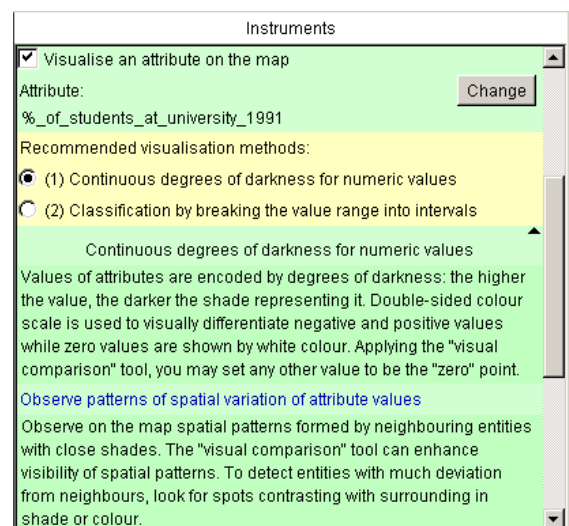 Instruments
Visualise an attribute on the map
Attribute:
Change
%_of_students_at_university_1991
Recommended visualisation methods:
(1) Continuous degrees of darkness for numeric values
(2) Classification by breaking the value range into intervals
Continuous degrees of darkness for numeric values
Values of attributes are encoded by degrees of darkness: the higher
the value, the darker the shade representing it. Double-sided colour
scale is used to visually differentiate negative and positive values
while zero values are shown by white colour. Applying the "visual
comparison" tool, you may set any other value to be the "zero" point.
Observe patterns of spatial variation of attribute values
Observe on the map spatial patterns formed by neighbouring entities
with close shades. The "visual comparison" tool can enhance
visibility of spatial patterns. To detect entities with much deviation
from neighbours, look for spots contrasting with surrounding in
shade or colour.